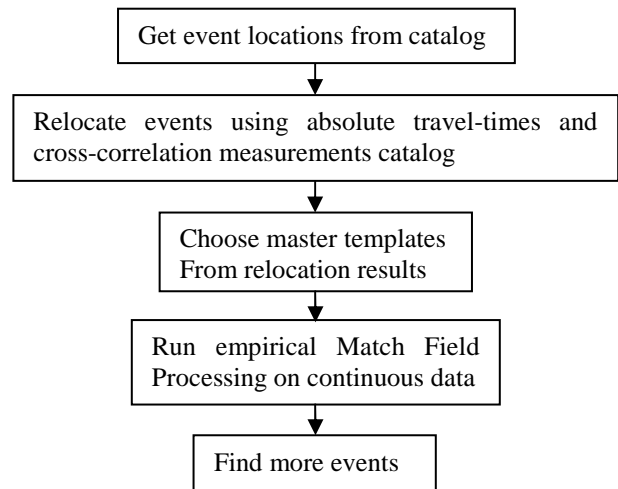 Get event locations from catalog
Relocate events using absolute travel-times and
cross-correlation measurements catalog
Choose master templates
From relocation results
Run empirical Match Field
Processing on continuous data
Find more events